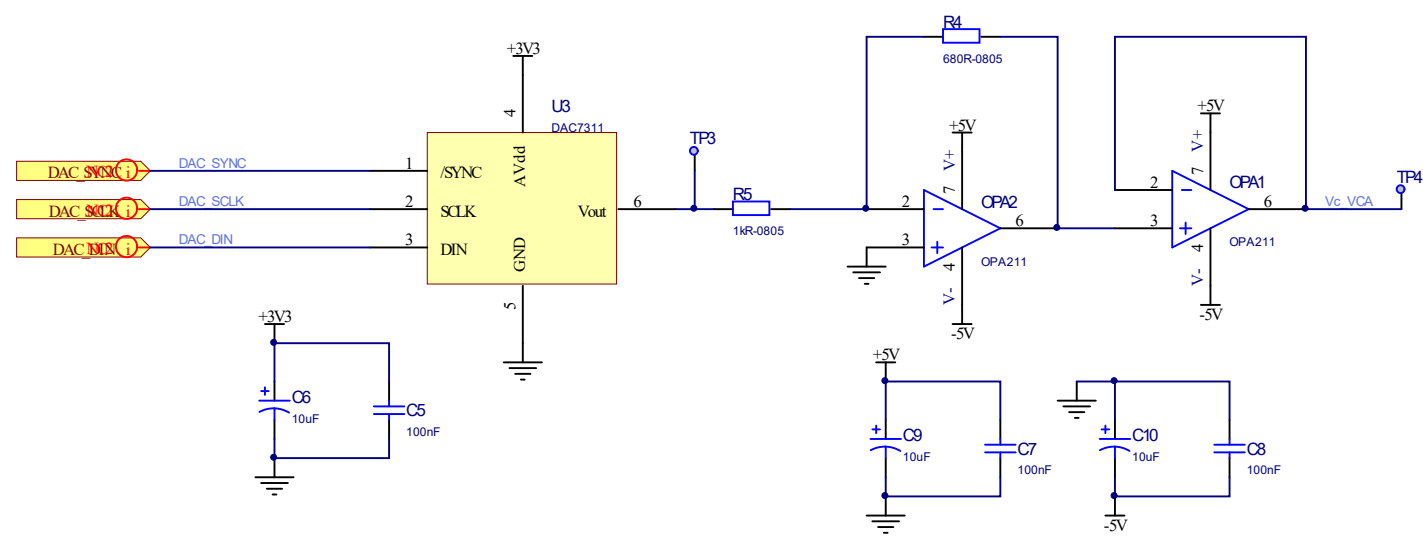 R4
680R-0805
+3V3
4
U3
DAC7311
TP3
+5V
+5V
V+
7
V+
7
DAC_SYNC
DAC_SYNC
1
/SYNC
AVdd
DAC_SCLK
DAC_SCLK
2
SCLK
Vout
6
R5
1kR-0805
2
OPA2
6
3
OPA211
4
V-
-5V
2
OPA1
6
3
OPA211
4
V-
-5V
TP4
Vc_VCA
DAC_DIN
DAC_DIN
3
DIN
GND
5
+3V3
C6
10uF
C5
100nF
+5V
C9
10uF
C7
100nF
C10
10uF
C8
100nF
-5V